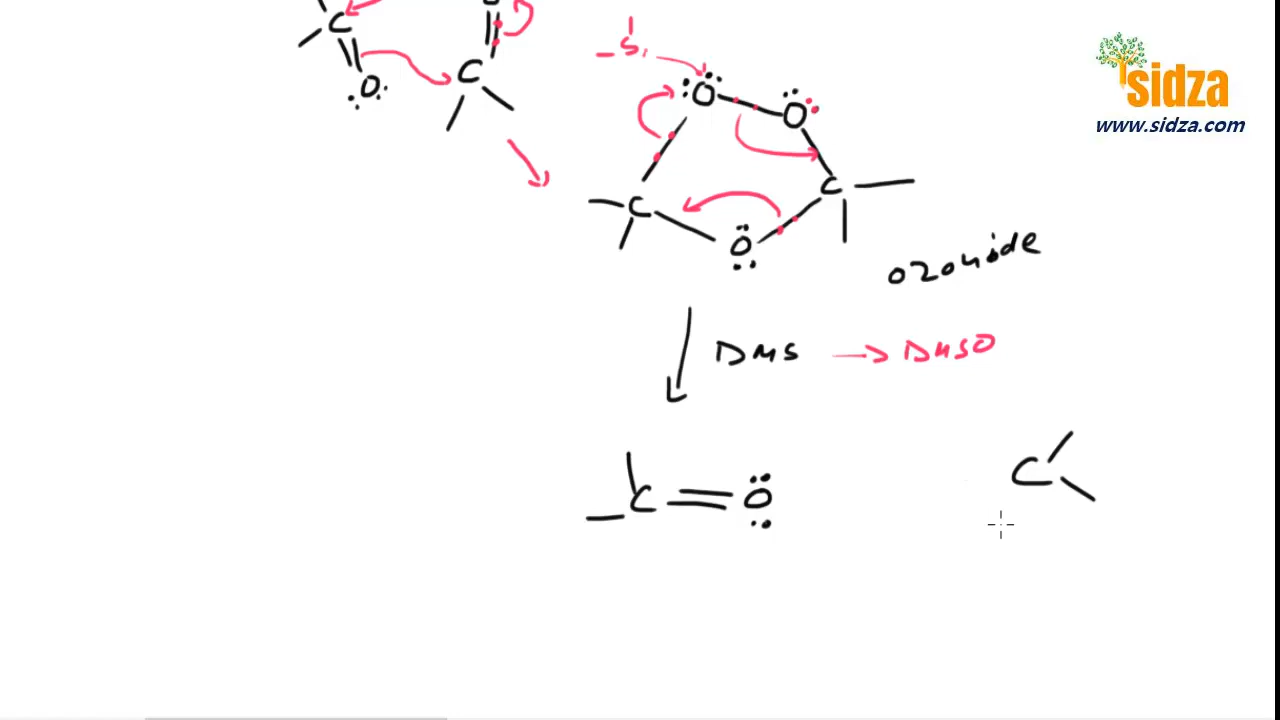 C
C
O
S
O
O
C
C
O
ozonide
DMS → DMSO
C
C = O
sidza
www.sidza.com